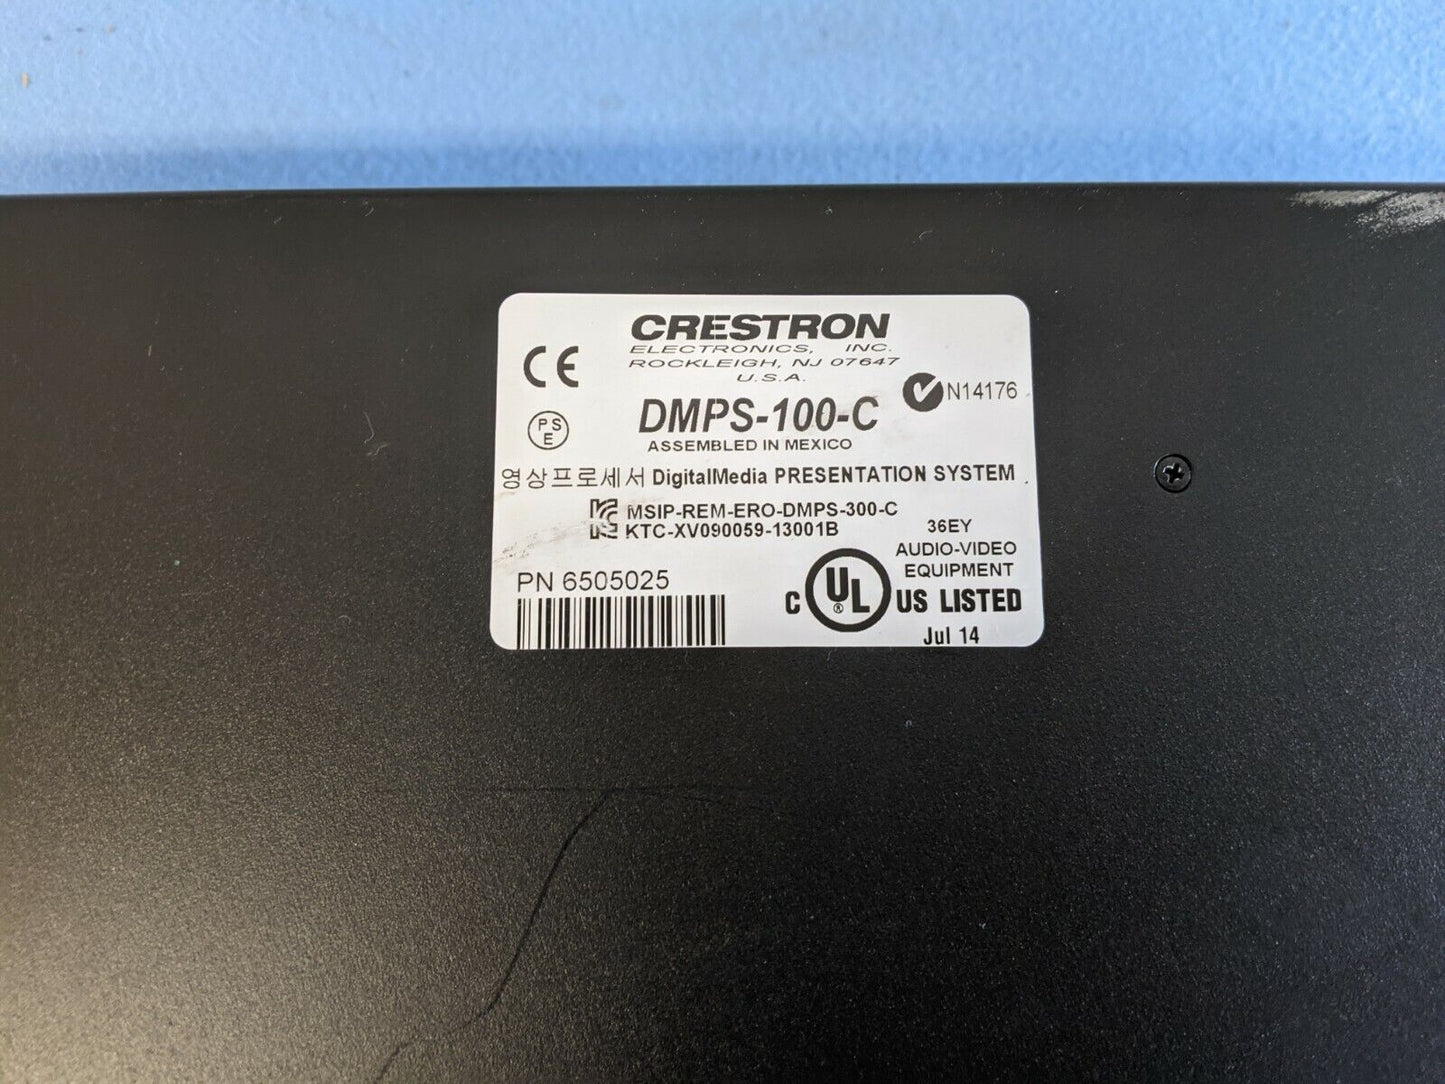 CRESTRON
ELECTRONICS, INC.
ROCKLEIGH, NJ 07647
U.S.A.
CE
N14176
DMPS-100-C
PS
E
ASSEMBLED IN MEXICO
영상프로세서 DigitalMedia PRESENTATION SYSTEM
MSIP-REM-ERO-DMPS-300-C
KTC-XV090059-13001B
36EY
AUDIO-VIDEO
EQUIPMENT
PN 6505025
C UL ® US LISTED
Jul 14